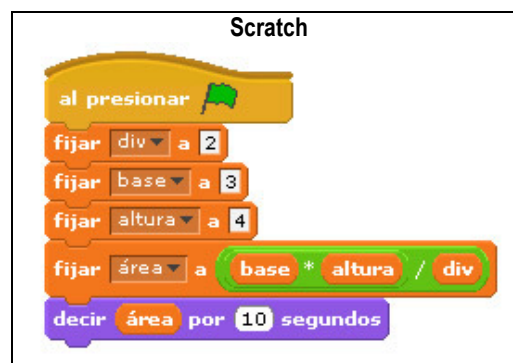 Scratch
al presionar
fijar div a 2
fijar base a 3
fijar altura a 4
fijar área a base * altura / div
decir área por 10 segundos